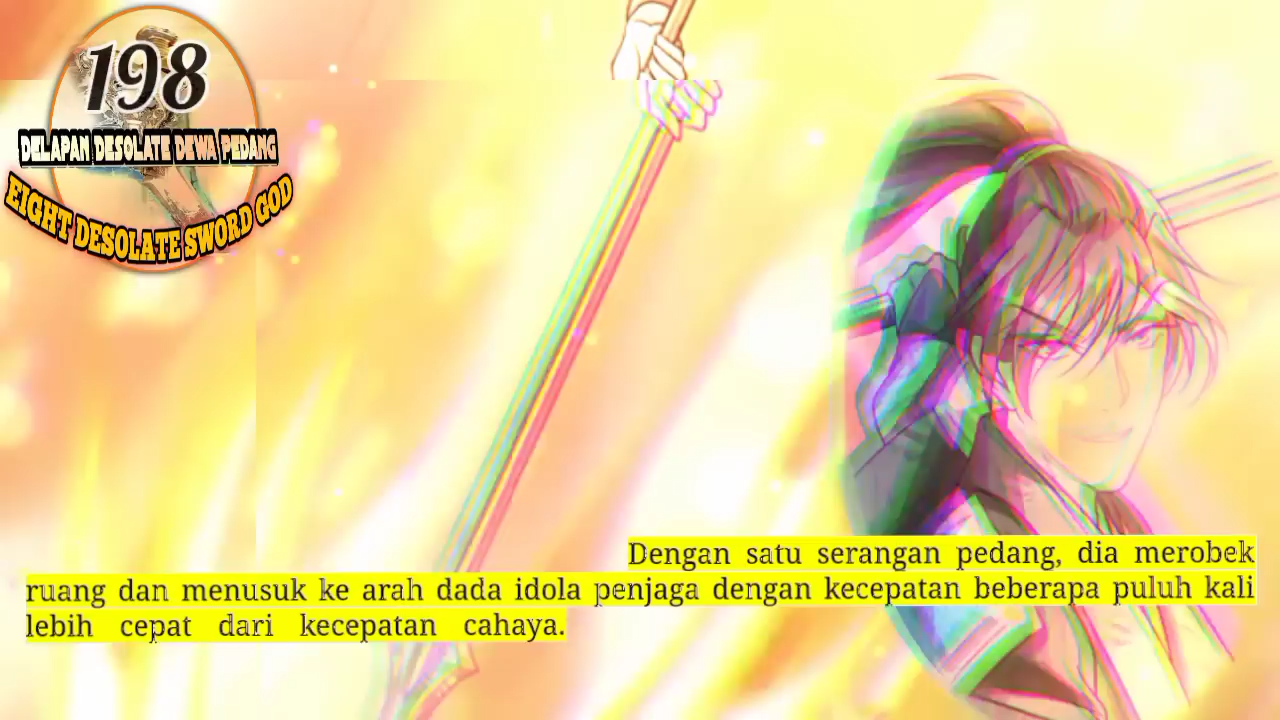 198
DELAPAN DESOLATE DEWA PEDANG
EIGHT DESOLATE SWORD GOD
Dengan satu serangan pedang, dia merobek
ruang dan menusuk ke arah dada idola penjaga dengan kecepatan beberapa puluh kali
lebih cepat dari kecepatan cahaya.